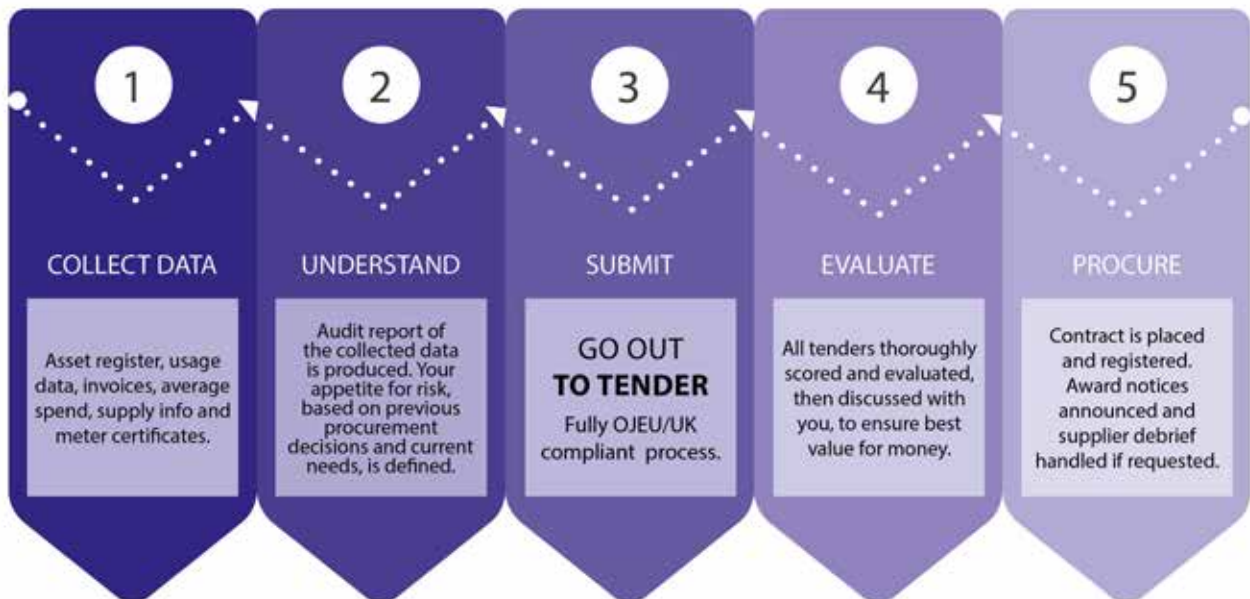 1
COLLECT DATA
Asset register, usage
data, invoices, average
spend, supply info and
meter certificates.
2
UNDERSTAND
Audit report of
the collected data
is produced. Your
appetite for risk,
based on previous
procurement
decisions and current
needs, is defined.
3
SUBMIT
GO OUT
TO TENDER
Fully OJEU/UK
compliant process.
4
EVALUATE
All tenders thoroughly
scored and evaluated,
then discussed with
you, to ensure best
value for money.
5
PROCURE
Contract is placed
and registered.
Award notices
announced and
supplier debrief
handled if requested.